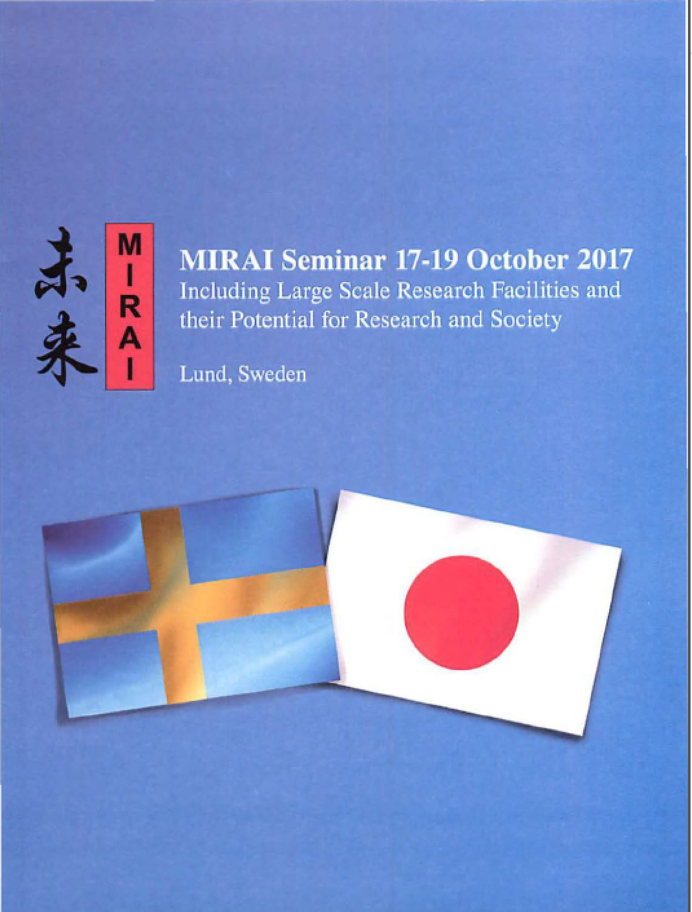 未来
MIRAI
MIRAI Seminar 17-19 October 2017
Including Large Scale Research Facilities and
their Potential for Research and Society
Lund, Sweden